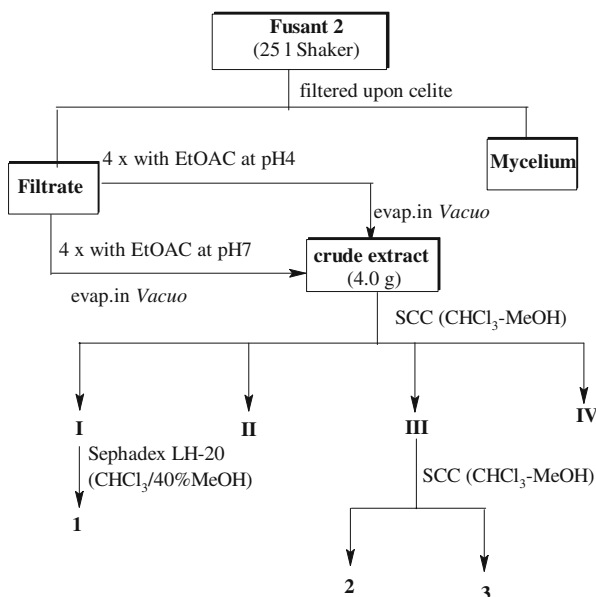 Fusant 2
(25 l Shaker)
filtered upon celite
4 x with EtOAC at pH4
Filtrate
Mycelium
evap.in Vacuo
4 x with EtOAC at pH7
crude extract
(4.0 g)
evap.in Vacuo
SCC (CHCl₃-MeOH)
I
II
III
IV
Sephadex LH-20
(CHCl₃/40%MeOH)
SCC (CHCl₃-MeOH)
1
2
3